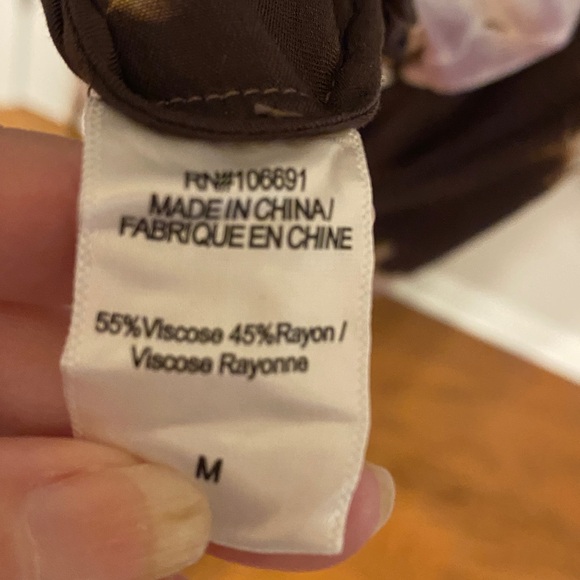 RN#106691
MADE IN CHINA/
FABRIQUE EN CHINE
55%Viscose 45%Rayon /
Viscose Rayonne
M